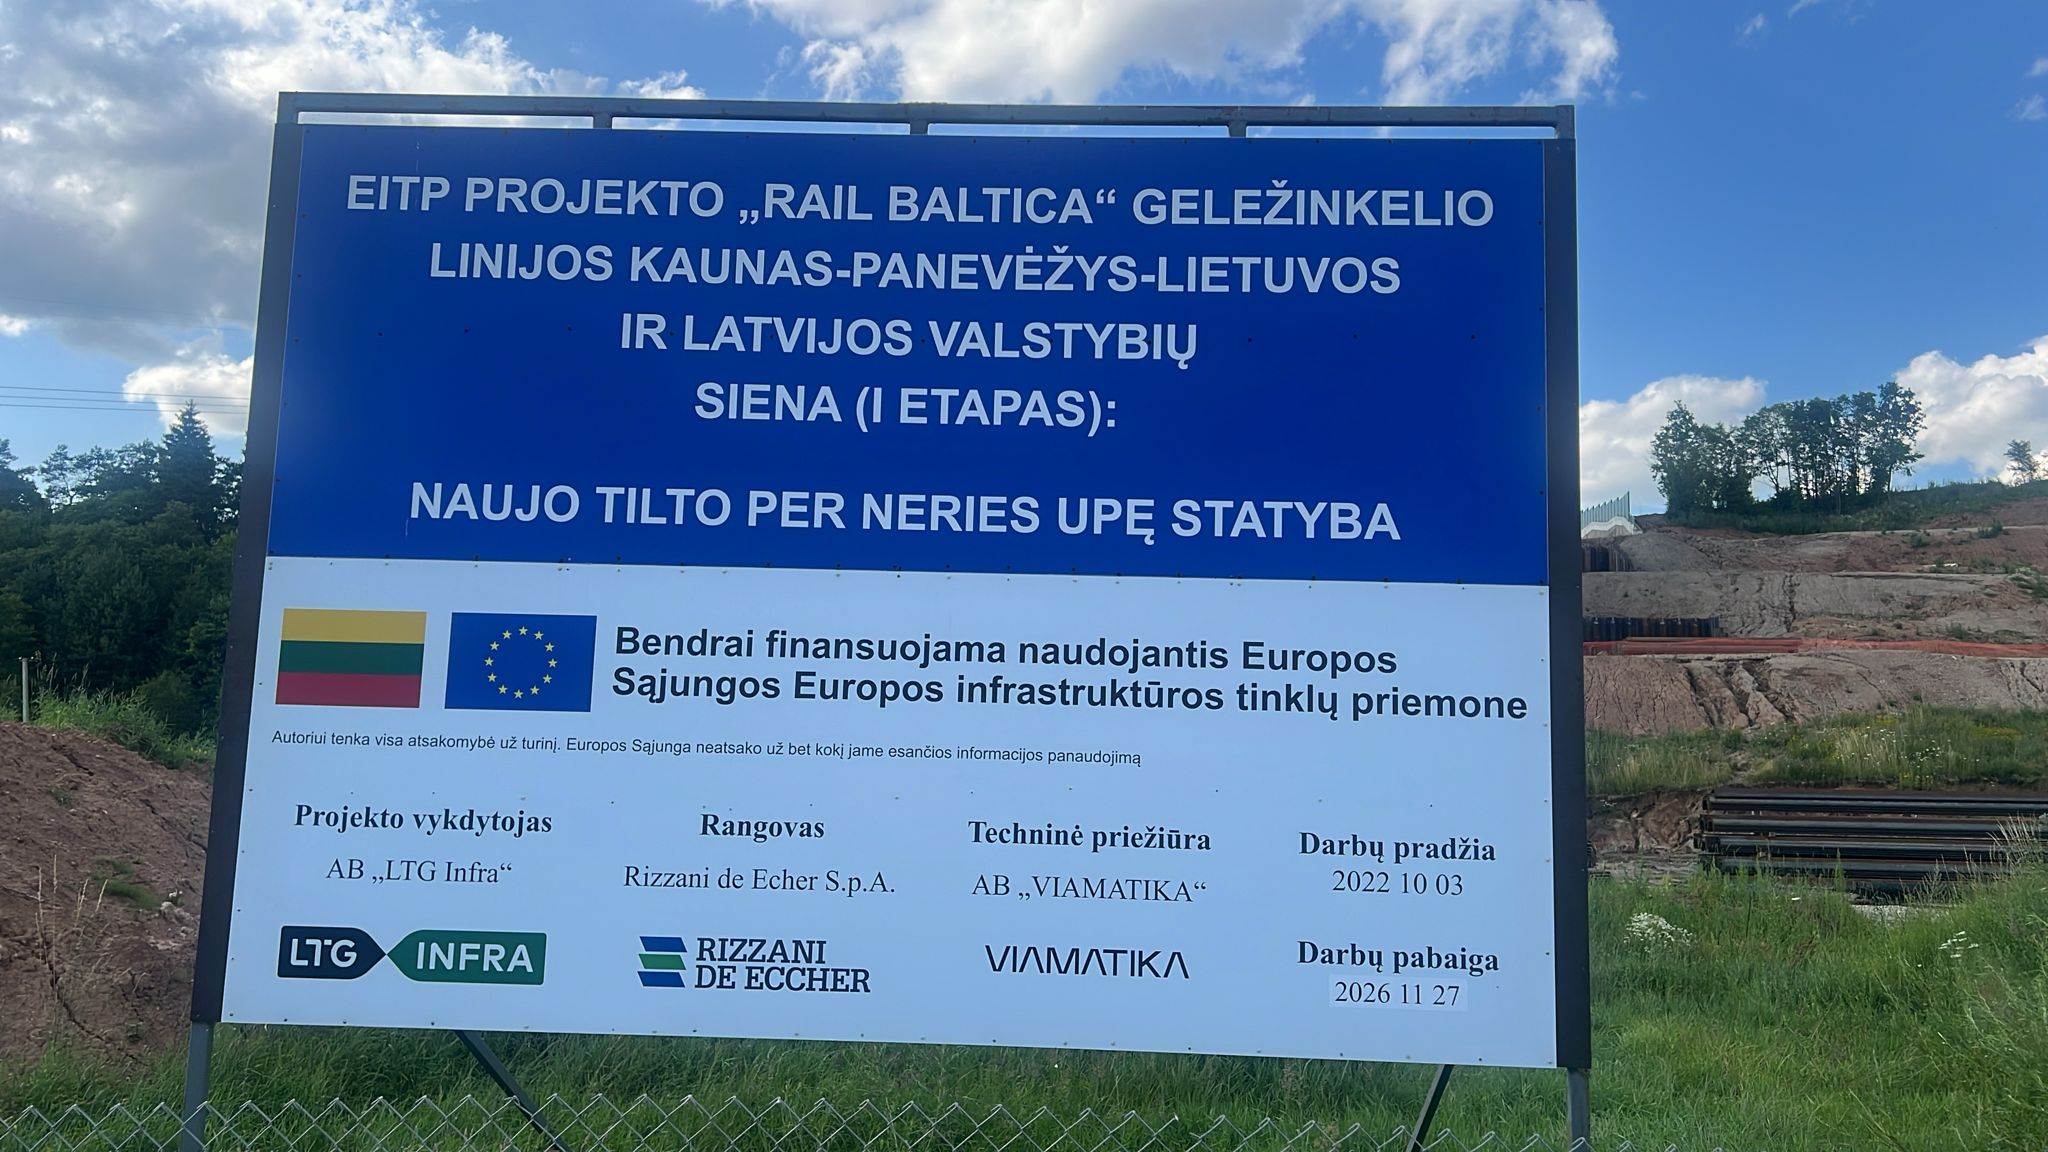 EITP PROJEKTO „RAIL BALTICA“ GELEŽINKELIO
LINIJOS KAUNAS-PANEVĖŽYS-LIETUVOS
IR LATVIJOS VALSTYBIŲ
SIENA (I ETAPAS):
NAUJO TILTO PER NERIES UPĘ STATYBA
Bendrai finansuojama naudojantis Europos
Sąjungos Europos infrastruktūros tinklų priemone
Autoriui tenka visa atsakomybė už turinį. Europos Sąjunga neatsako už bet kokį jame esančios informacijos panaudojimą
Projekto vykdytojas
AB „LTG Infra“
LTG INFRA
Rangovas
Rizzani de Echer S.p.A.
RIZZANI
DE ECCHER
Techninė priežiūra
AB „VIAMATIKA“
VIAMATIKA
Darbų pradžia
2022 10 03
Darbų pabaiga
2026 11 27